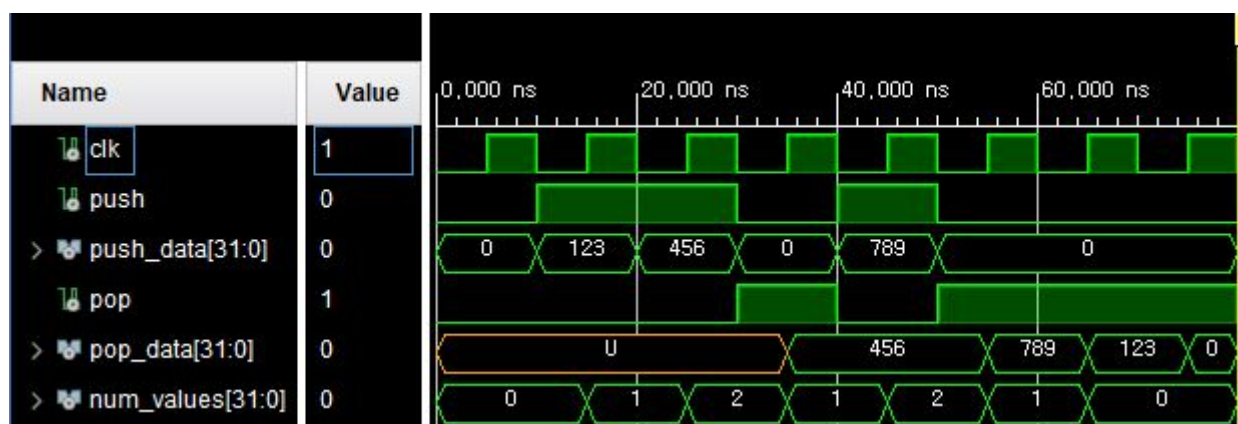 Name Value 0,000 ns 20,000 ns 40,000 ns 60,000 ns
clk 1
push 0
> push_data[31:0] 0 0 123 456 0 789 0
pop 1
> pop_data[31:0] 0 U 456 789 123 0
> num_values[31:0] 0 0 1 2 1 2 1 0